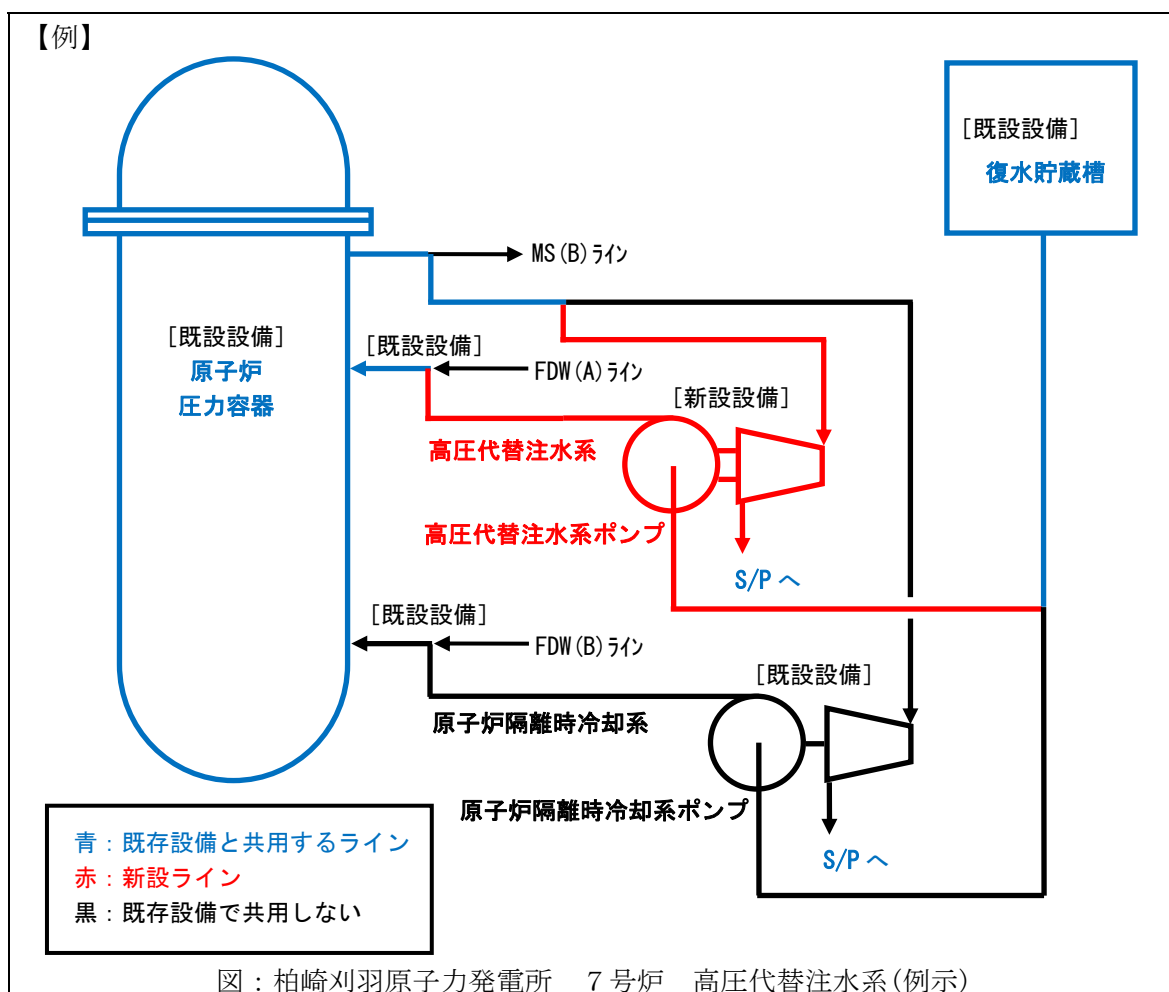 【例】
[既設設備]
復水貯蔵槽
MS(B)ライン
[既設設備]
原子炉
圧力容器
[既設設備]
FDW(A)ライン
[新設設備]
高圧代替注水系
高圧代替注水系ポンプ
S/P へ
[既設設備]
FDW(B)ライン
[既設設備]
原子炉隔離時冷却系
原子炉隔離時冷却系ポンプ
S/P へ
青：既存設備と共用するライン
赤：新設ライン
黒：既存設備で共用しない
図：柏崎刈羽原子力発電所　７号炉　高圧代替注水系(例示)